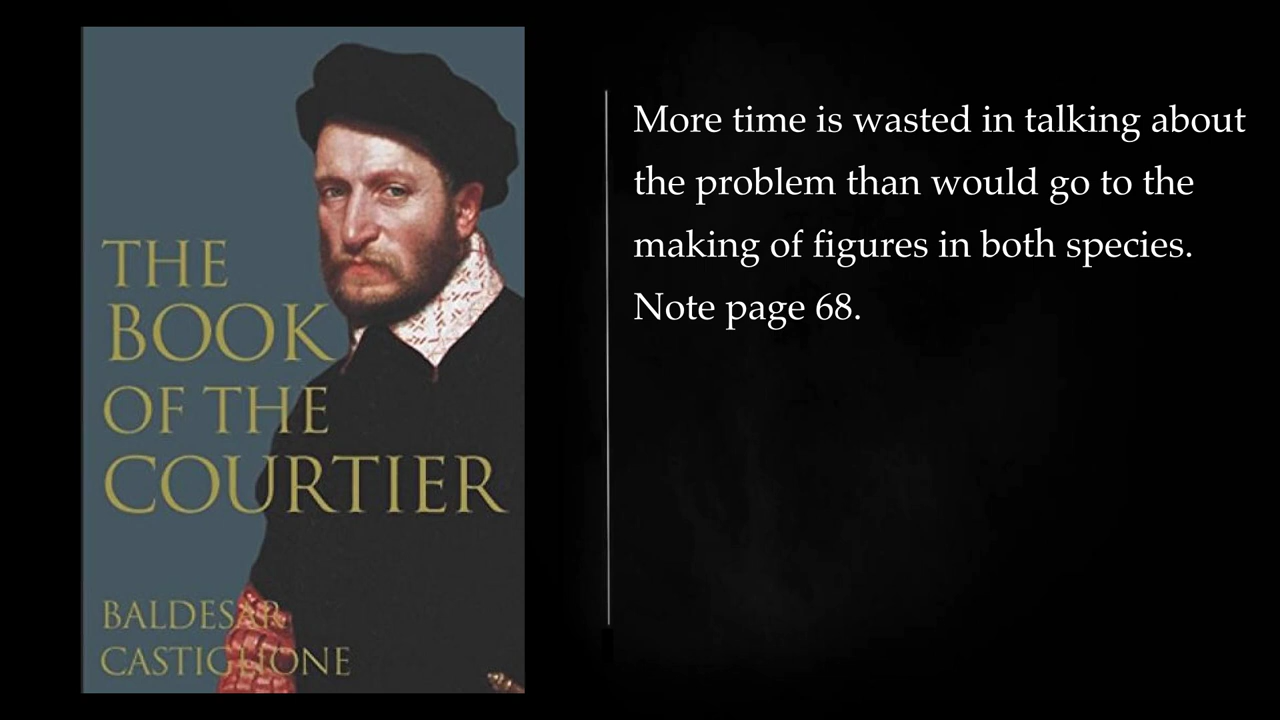 THE
BOOK
OF THE
COURTIER
BALDESAR
CASTIGLIONE
More time is wasted in talking about
the problem than would go to the
making of figures in both species.
Note page 68.